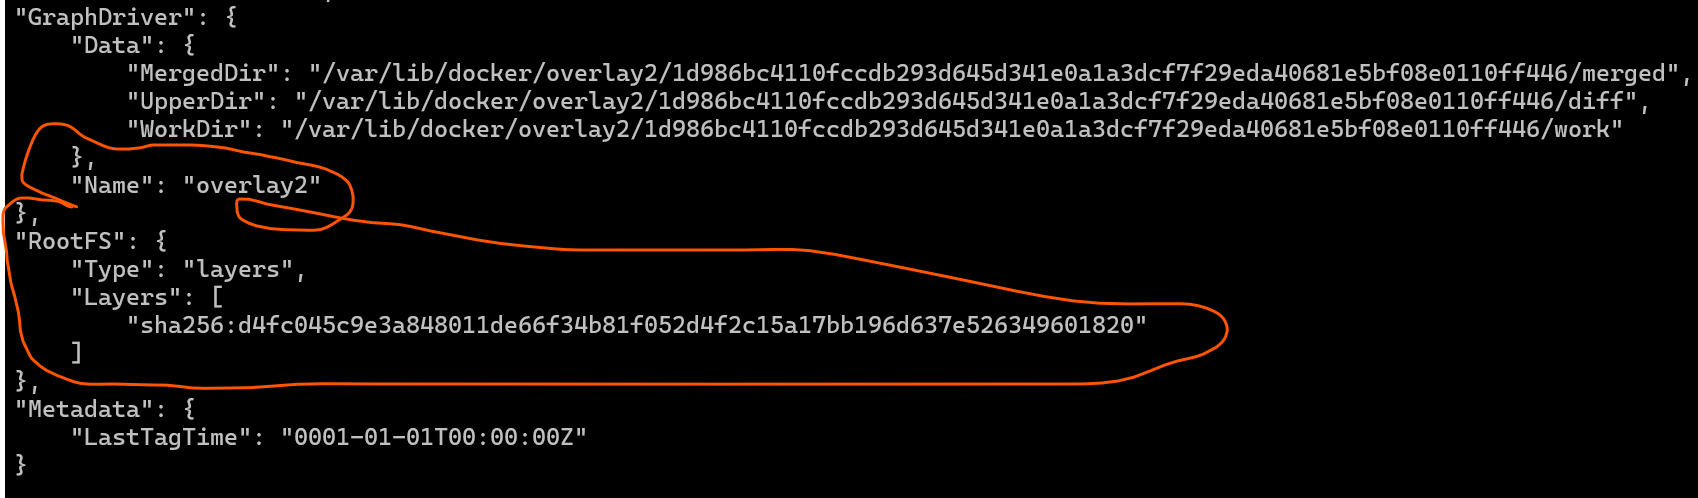 "GraphDriver": {
"Data": {
"MergedDir": "/var/lib/docker/overlay2/1d986bc4110fccdb293d645d341e0a1a3dcf7f29eda40681e5bf08e0110ff446/merged",
"UpperDir": "/var/lib/docker/overlay2/1d986bc4110fccdb293d645d341e0a1a3dcf7f29eda40681e5bf08e0110ff446/diff",
"WorkDir": "/var/lib/docker/overlay2/1d986bc4110fccdb293d645d341e0a1a3dcf7f29eda40681e5bf08e0110ff446/work"
},
"Name": "overlay2"
},
"RootFS": {
"Type": "layers",
"Layers": [
"sha256:d4fc045c9e3a848011de66f34b81f052d4f2c15a17bb196d637e526349601820"
]
},
"Metadata": {
"LastTagTime": "0001-01-01T00:00:00Z"
}